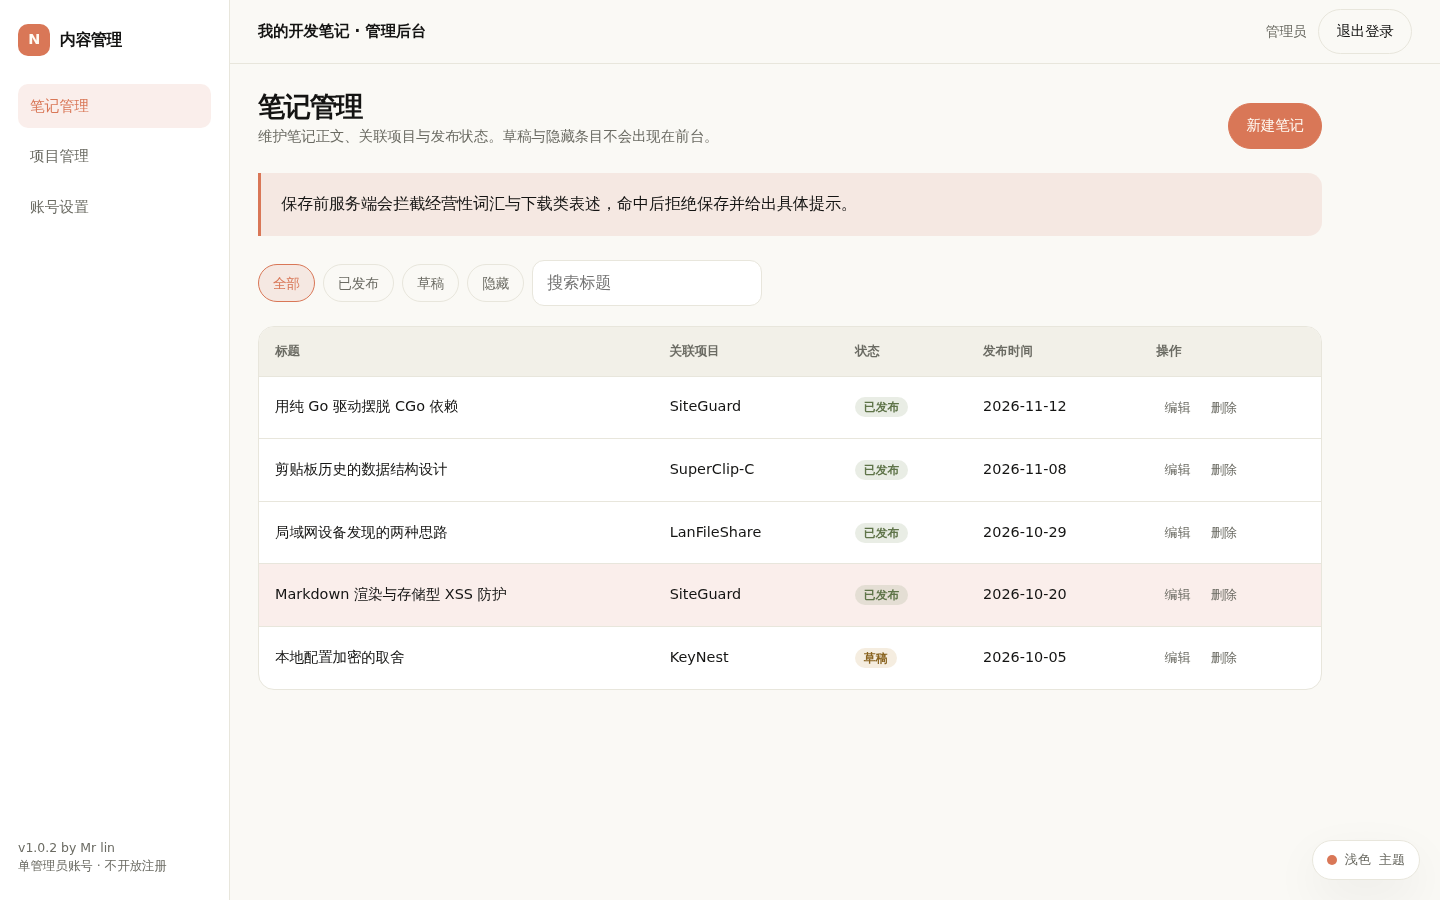 N 内容管理
笔记管理
项目管理
账号设置
v1.0.2 by Mr lin
单管理员账号 · 不开放注册
我的开发笔记 · 管理后台 管理员 退出登录
笔记管理
维护笔记正文、关联项目与发布状态。草稿与隐藏条目不会出现在前台。
新建笔记
保存前服务端会拦截经营性词汇与下载类表述，命中后拒绝保存并给出具体提示。
全部 已发布 草稿 隐藏 搜索标题
标题 关联项目 状态 发布时间 操作
用纯 Go 驱动摆脱 CGo 依赖 SiteGuard 已发布 2026-11-12 编辑 删除
剪贴板历史的数据结构设计 SuperClip-C 已发布 2026-11-08 编辑 删除
局域网设备发现的两种思路 LanFileShare 已发布 2026-10-29 编辑 删除
Markdown 渲染与存储型 XSS 防护 SiteGuard 已发布 2026-10-20 编辑 删除
本地配置加密的取舍 KeyNest 草稿 2026-10-05 编辑 删除
浅色 主题